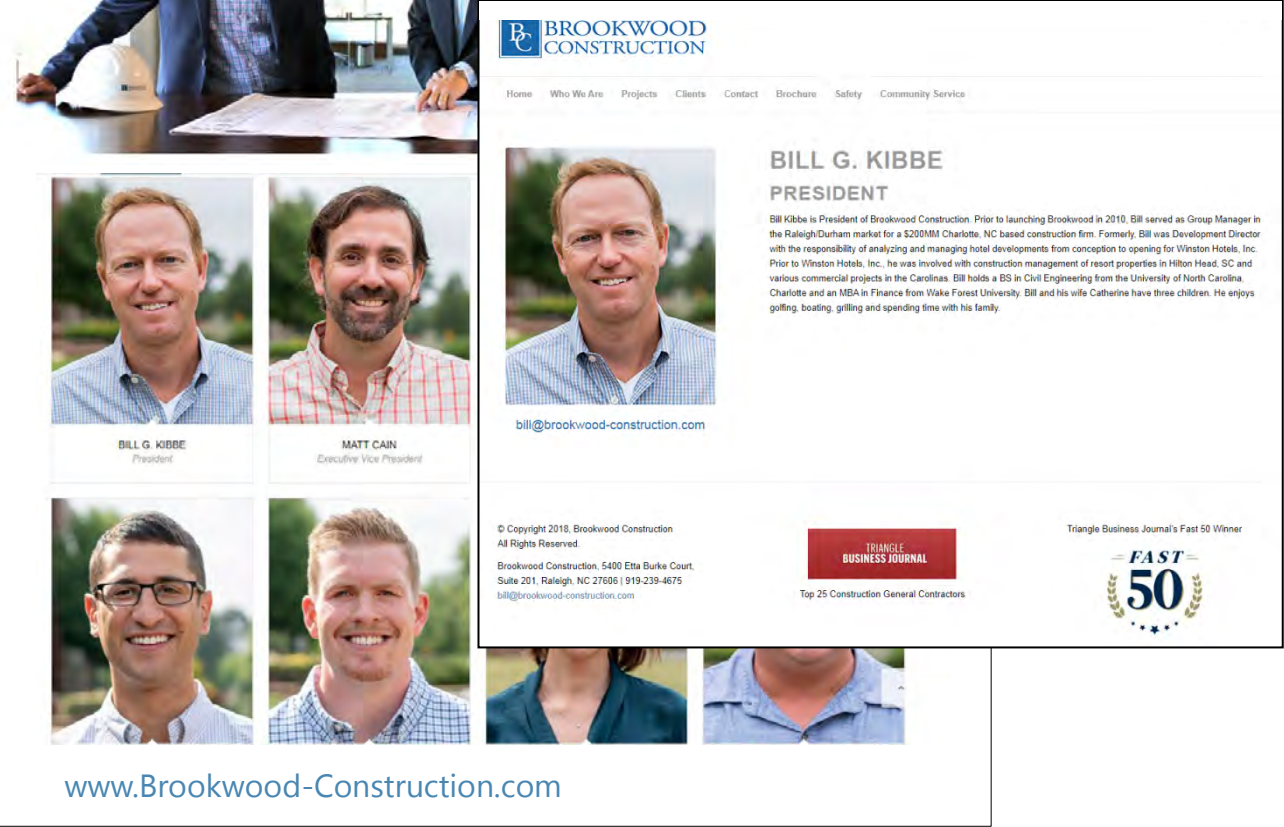 BC BROOKWOOD
CONSTRUCTION
Home Who We Are Projects Clients Contact Brochure Safety Community Service
BILL G. KIBBE
PRESIDENT
Bill Kibbe is President of Brookwood Construction. Prior to launching Brookwood in 2010, Bill served as Group Manager in
the Raleigh/Durham market for a $200MM Charlotte, NC based construction firm. Formerly, Bill was Development Director
with the responsibility of analyzing and managing hotel developments from conception to opening for Winston Hotels, Inc.
Prior to Winston Hotels, Inc., he was involved with construction management of resort properties in Hilton Head, SC and
various commercial projects in the Carolinas. Bill holds a BS in Civil Engineering from the University of North Carolina,
Charlotte and an MBA in Finance from Wake Forest University. Bill and his wife Catherine have three children. He enjoys
golfing, boating, grilling and spending time with his family.
bill@brookwood-construction.com
BILL G. KIBBE
President
MATT CAIN
Executive Vice President
© Copyright 2018, Brookwood Construction
All Rights Reserved.
Brookwood Construction, 5400 Etta Burke Court,
Suite 201, Raleigh, NC 27606 | 919-239-4675
bill@brookwood-construction.com
TRIANGLE
BUSINESS JOURNAL
Top 25 Construction General Contractors
Triangle Business Journal's Fast 50 Winner
FAST
50
www.Brookwood-Construction.com